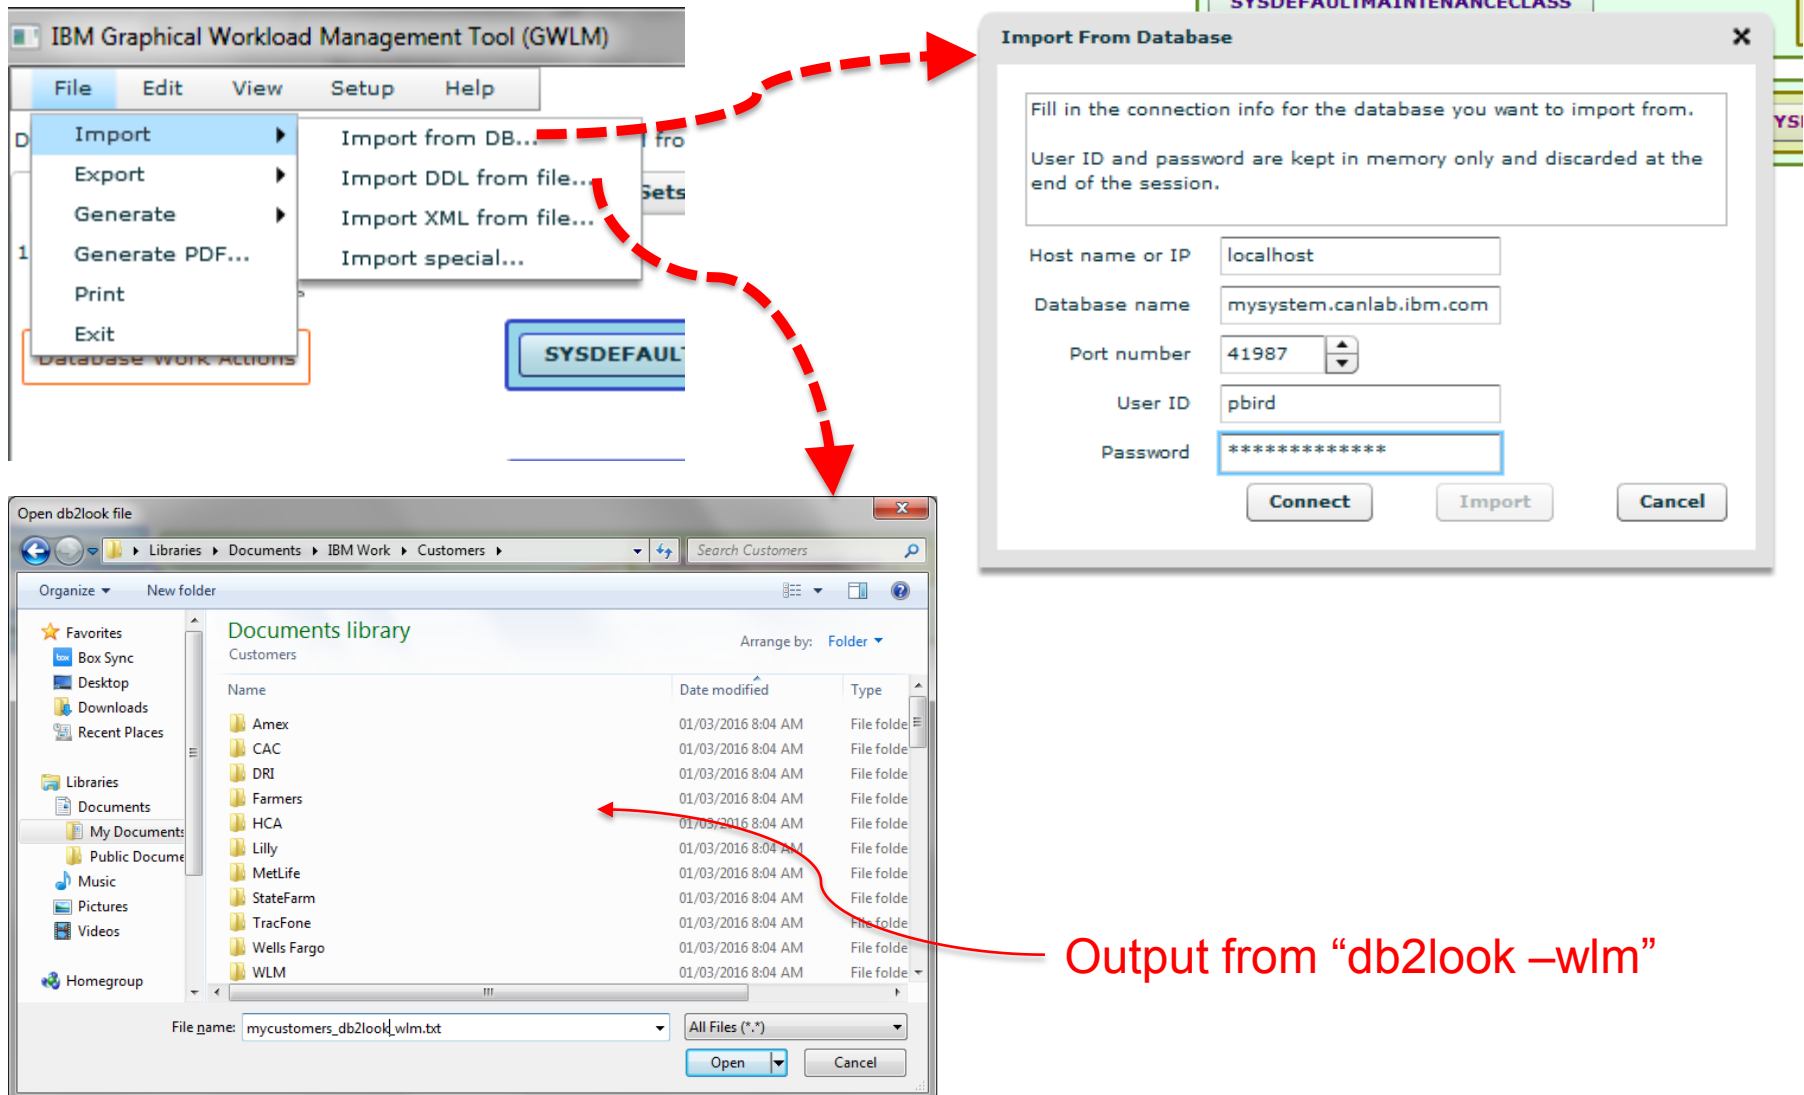 IBM Graphical Workload Management Tool (GWLM)
File Edit View Setup Help
Import
Export
Generate
Generate PDF...
Print
Exit
Import from DB...
Import DDL from file...
Import XML from file...
Import special...
D
fro
Sets
1
Database Work Actions
SYSDEFAUL
SYSDEFAULTMAINTENANCECLASS
YS
Import From Database
Fill in the connection info for the database you want to import from.
User ID and password are kept in memory only and discarded at the
end of the session.
Host name or IP localhost
Database name mysystem.canlab.ibm.com
Port number 41987
User ID pbird
Password *************
Connect Import Cancel
Open db2look file
Libraries Documents IBM Work Customers
Search Customers
Organize New folder
Favorites
Box Sync
Desktop
Downloads
Recent Places
Libraries
Documents
My Documents
Public Docume
Music
Pictures
Videos
Homegroup
Documents library
Customers
Arrange by: Folder
Name Date modified Type
Amex 01/03/2016 8:04 AM File folde
CAC 01/03/2016 8:04 AM File folde
DRI 01/03/2016 8:04 AM File folde
Farmers 01/03/2016 8:04 AM File folde
HCA 01/03/2016 8:04 AM File folde
Lilly 01/03/2016 8:04 AM File folde
MetLife 01/03/2016 8:04 AM File folde
StateFarm 01/03/2016 8:04 AM File folde
TracFone 01/03/2016 8:04 AM File folde
Wells Fargo 01/03/2016 8:04 AM File folde
WLM 01/03/2016 8:04 AM File folde
File name: mycustomers_db2look_wlm.txt All Files (*.*)
Open Cancel
Output from “db2look –wlm”